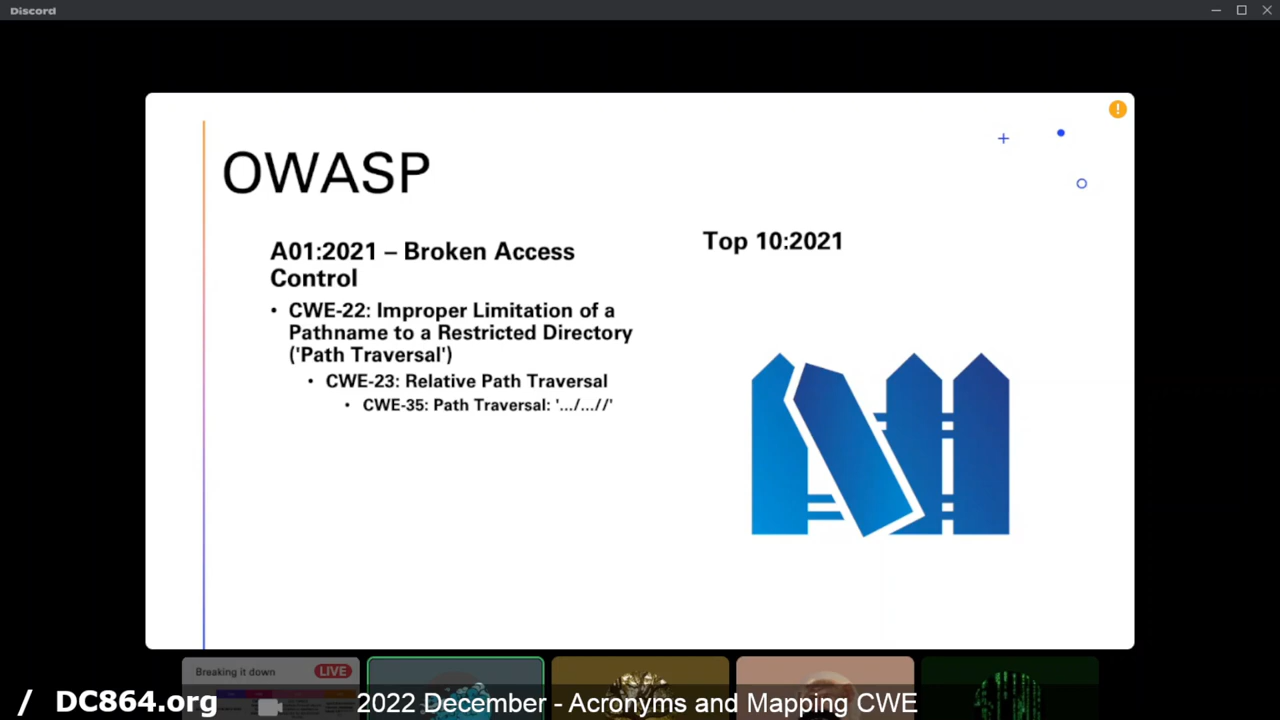 Discord
OWASP
A01:2021 – Broken Access
Control
• CWE-22: Improper Limitation of a
Pathname to a Restricted Directory
('Path Traversal')
• CWE-23: Relative Path Traversal
• CWE-35: Path Traversal: '.../...//'
Top 10:2021
Breaking it down
LIVE
/ DC864.org
2022 December - Acronyms and Mapping CWE